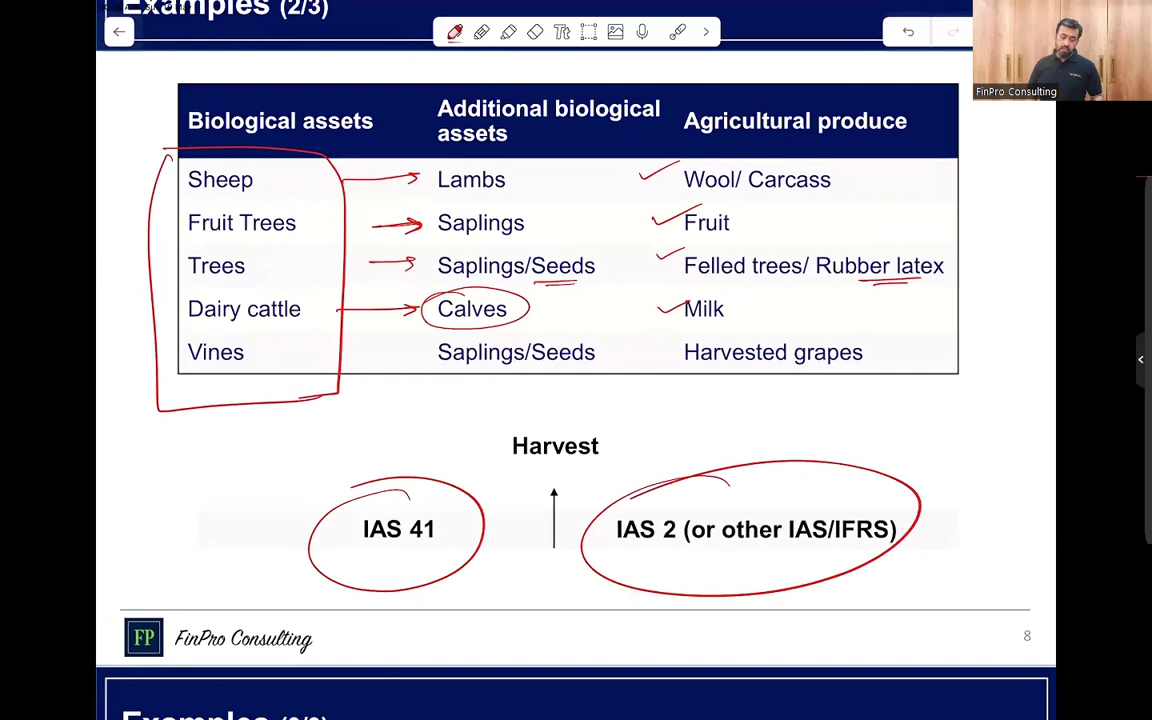 Examples (2/3)
Tt
FinPro Consulting
Biological assets
Additional biological assets
Agricultural produce
Sheep
Lambs
Wool/ Carcass
Fruit Trees
Saplings
Fruit
Trees
Saplings/Seeds
Felled trees/ Rubber latex
Dairy cattle
Calves
Milk
Vines
Saplings/Seeds
Harvested grapes
Harvest
IAS 41
IAS 2 (or other IAS/IFRS)
FP
FinPro Consulting
8